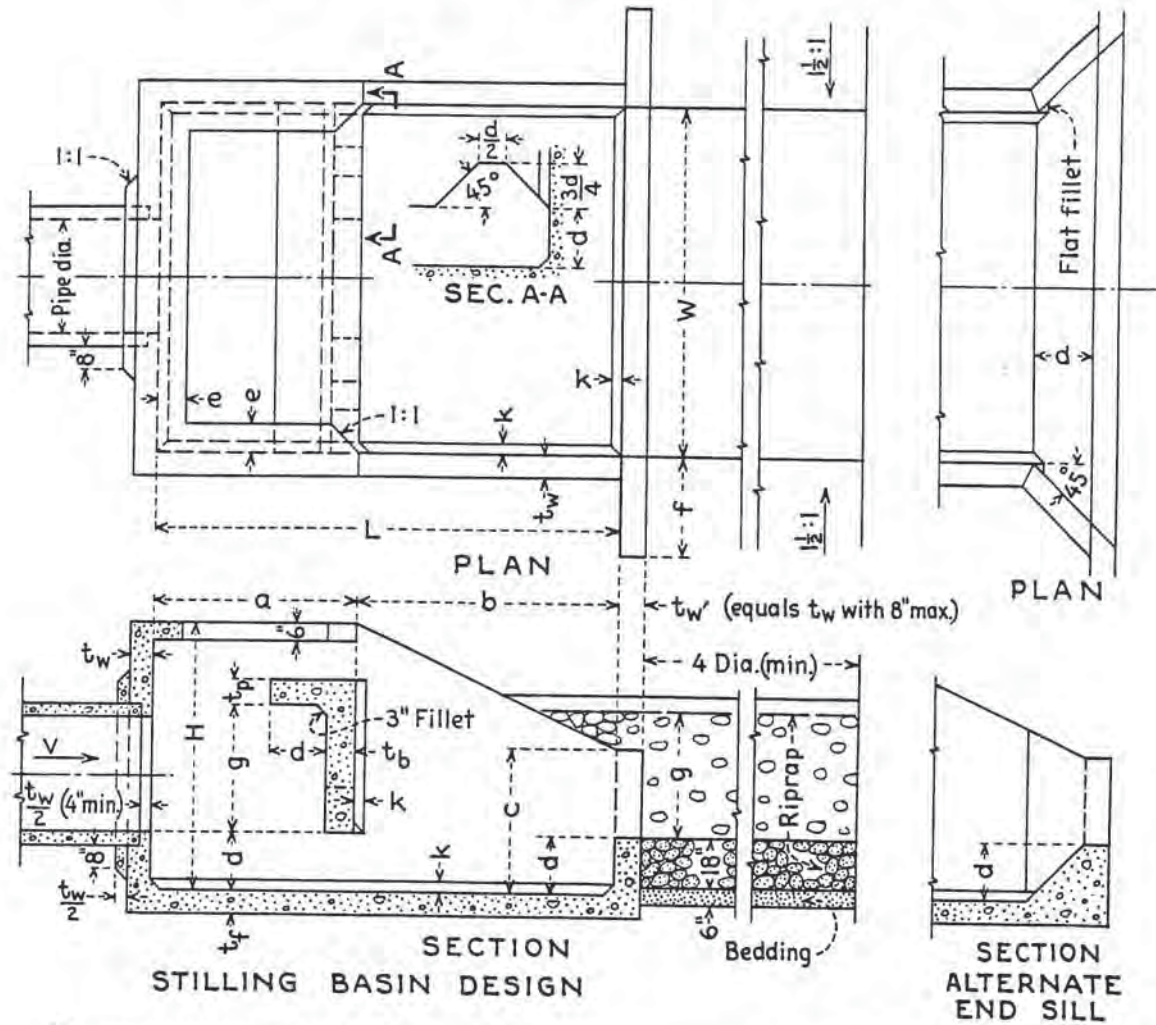 A
A
1:1
Pipe dia.
8"
e
e
1:1
a/2
45°
3d/4
d
SEC. A-A
W
k
k
tw
f
L
1½:1
1½:1
PLAN
Flat fillet
d
45°
PLAN
a
b
tw' (equals tw with 8" max.)
6"
tw
tp
4 Dia.(min.)
H
3" Fillet
V
g
d
tb
k
tw/2 (4"min.)
c
g
Riprap
d
k
d
18"
8"
tw/2
tf
6"
Bedding
d
SECTION
STILLING BASIN DESIGN
SECTION
ALTERNATE
END SILL